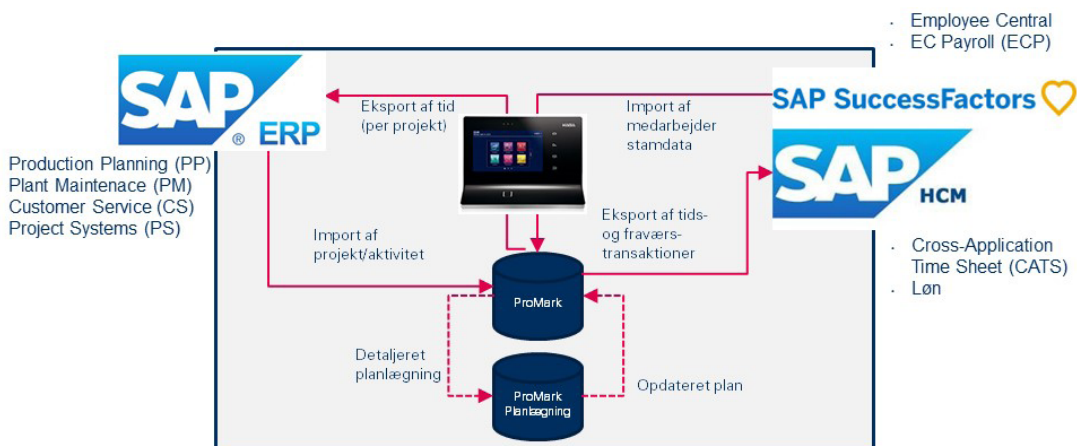 · Employee Central
· EC Payroll (ECP)
SAP
® ERP
Eksport af tid
(per projekt)
Import af
medarbejder
stamdata
SAP SuccessFactors
SAP
HCM
Production Planning (PP)
Plant Maintenace (PM)
Customer Service (CS)
Project Systems (PS)
Import af
projekt/aktivitet
Eksport af tids-
og fraværs-
transaktioner
· Cross-Application
Time Sheet (CATS)
· Løn
ProMark
Detaljeret
planlægning
Opdateret plan
ProMark
Planlægning